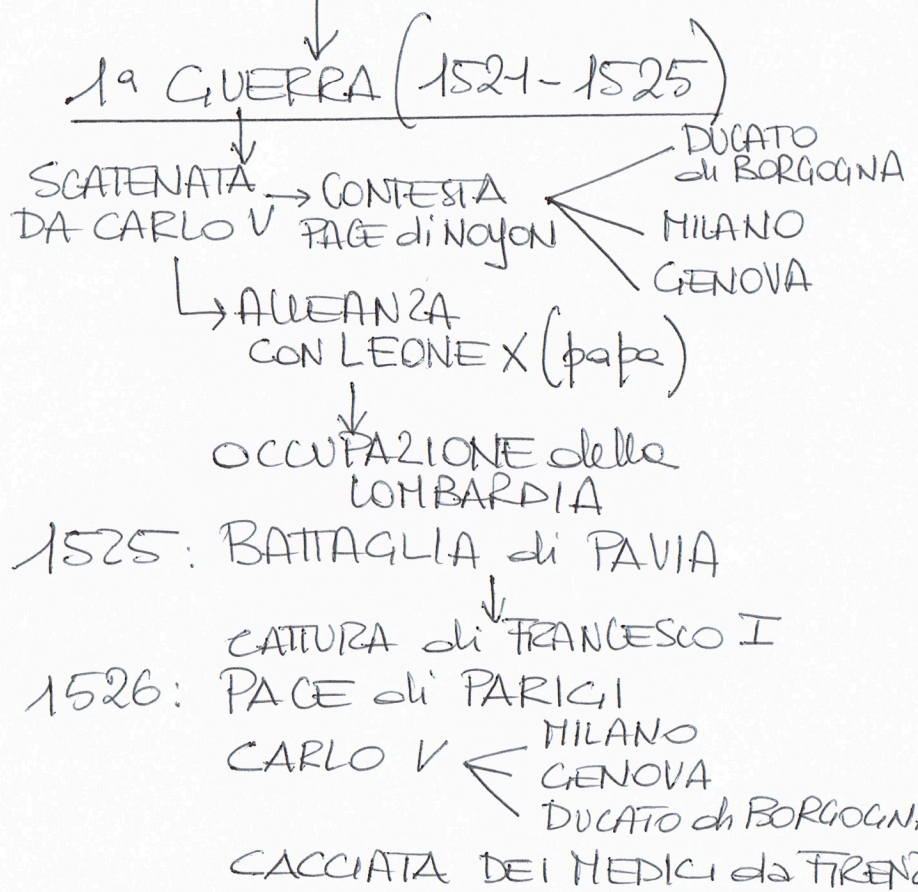 1ª GUERRA (1521-1525)
SCATENATA DA CARLO V → CONTESTA PACE di NOYON
DUCATO di BORGOGNA
MILANO
GENOVA
ALLEANZA
CON LEONE X (papa)
OCCUPAZIONE della
LOMBARDIA
1525: BATTAGLIA di PAVIA
CATTURA di FRANCESCO I
1526: PACE di PARIGI
CARLO V
MILANO
GENOVA
DUCATO di BORGOGNA
CACCIATA DEI MEDICI da FIRENZ